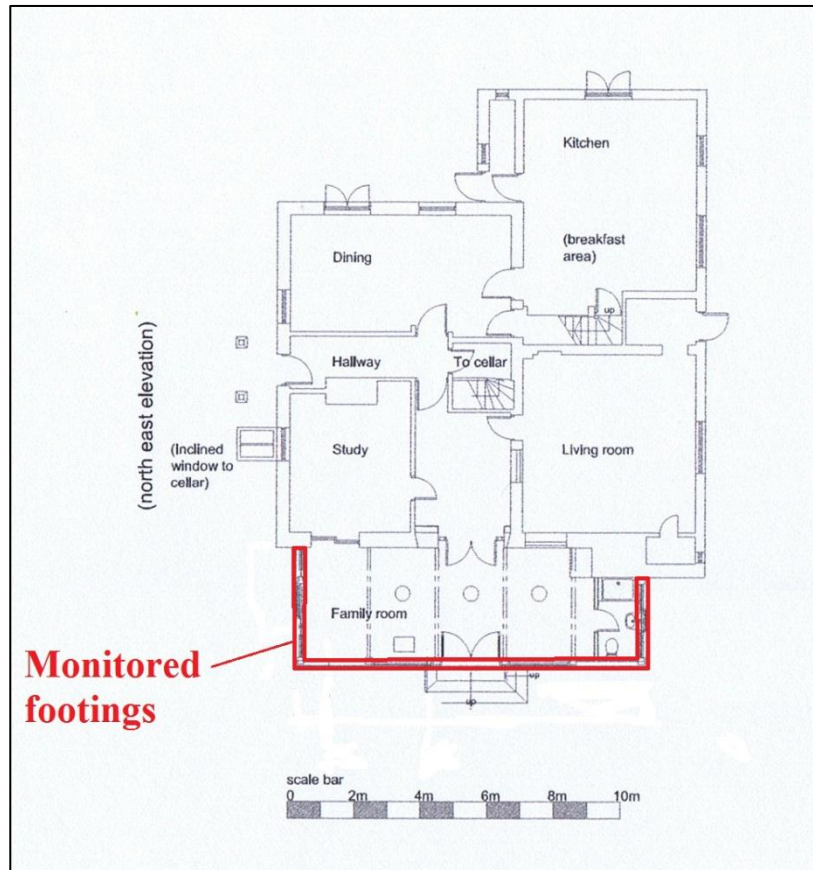 Kitchen
(breakfast
area)
up
Dining
(north east elevation)
Hallway
To cellar
(Inclined
window to
cellar)
Study
Living room
Family room
Monitored
footings
up
up
scale bar
0 2m 4m 6m 8m 10m